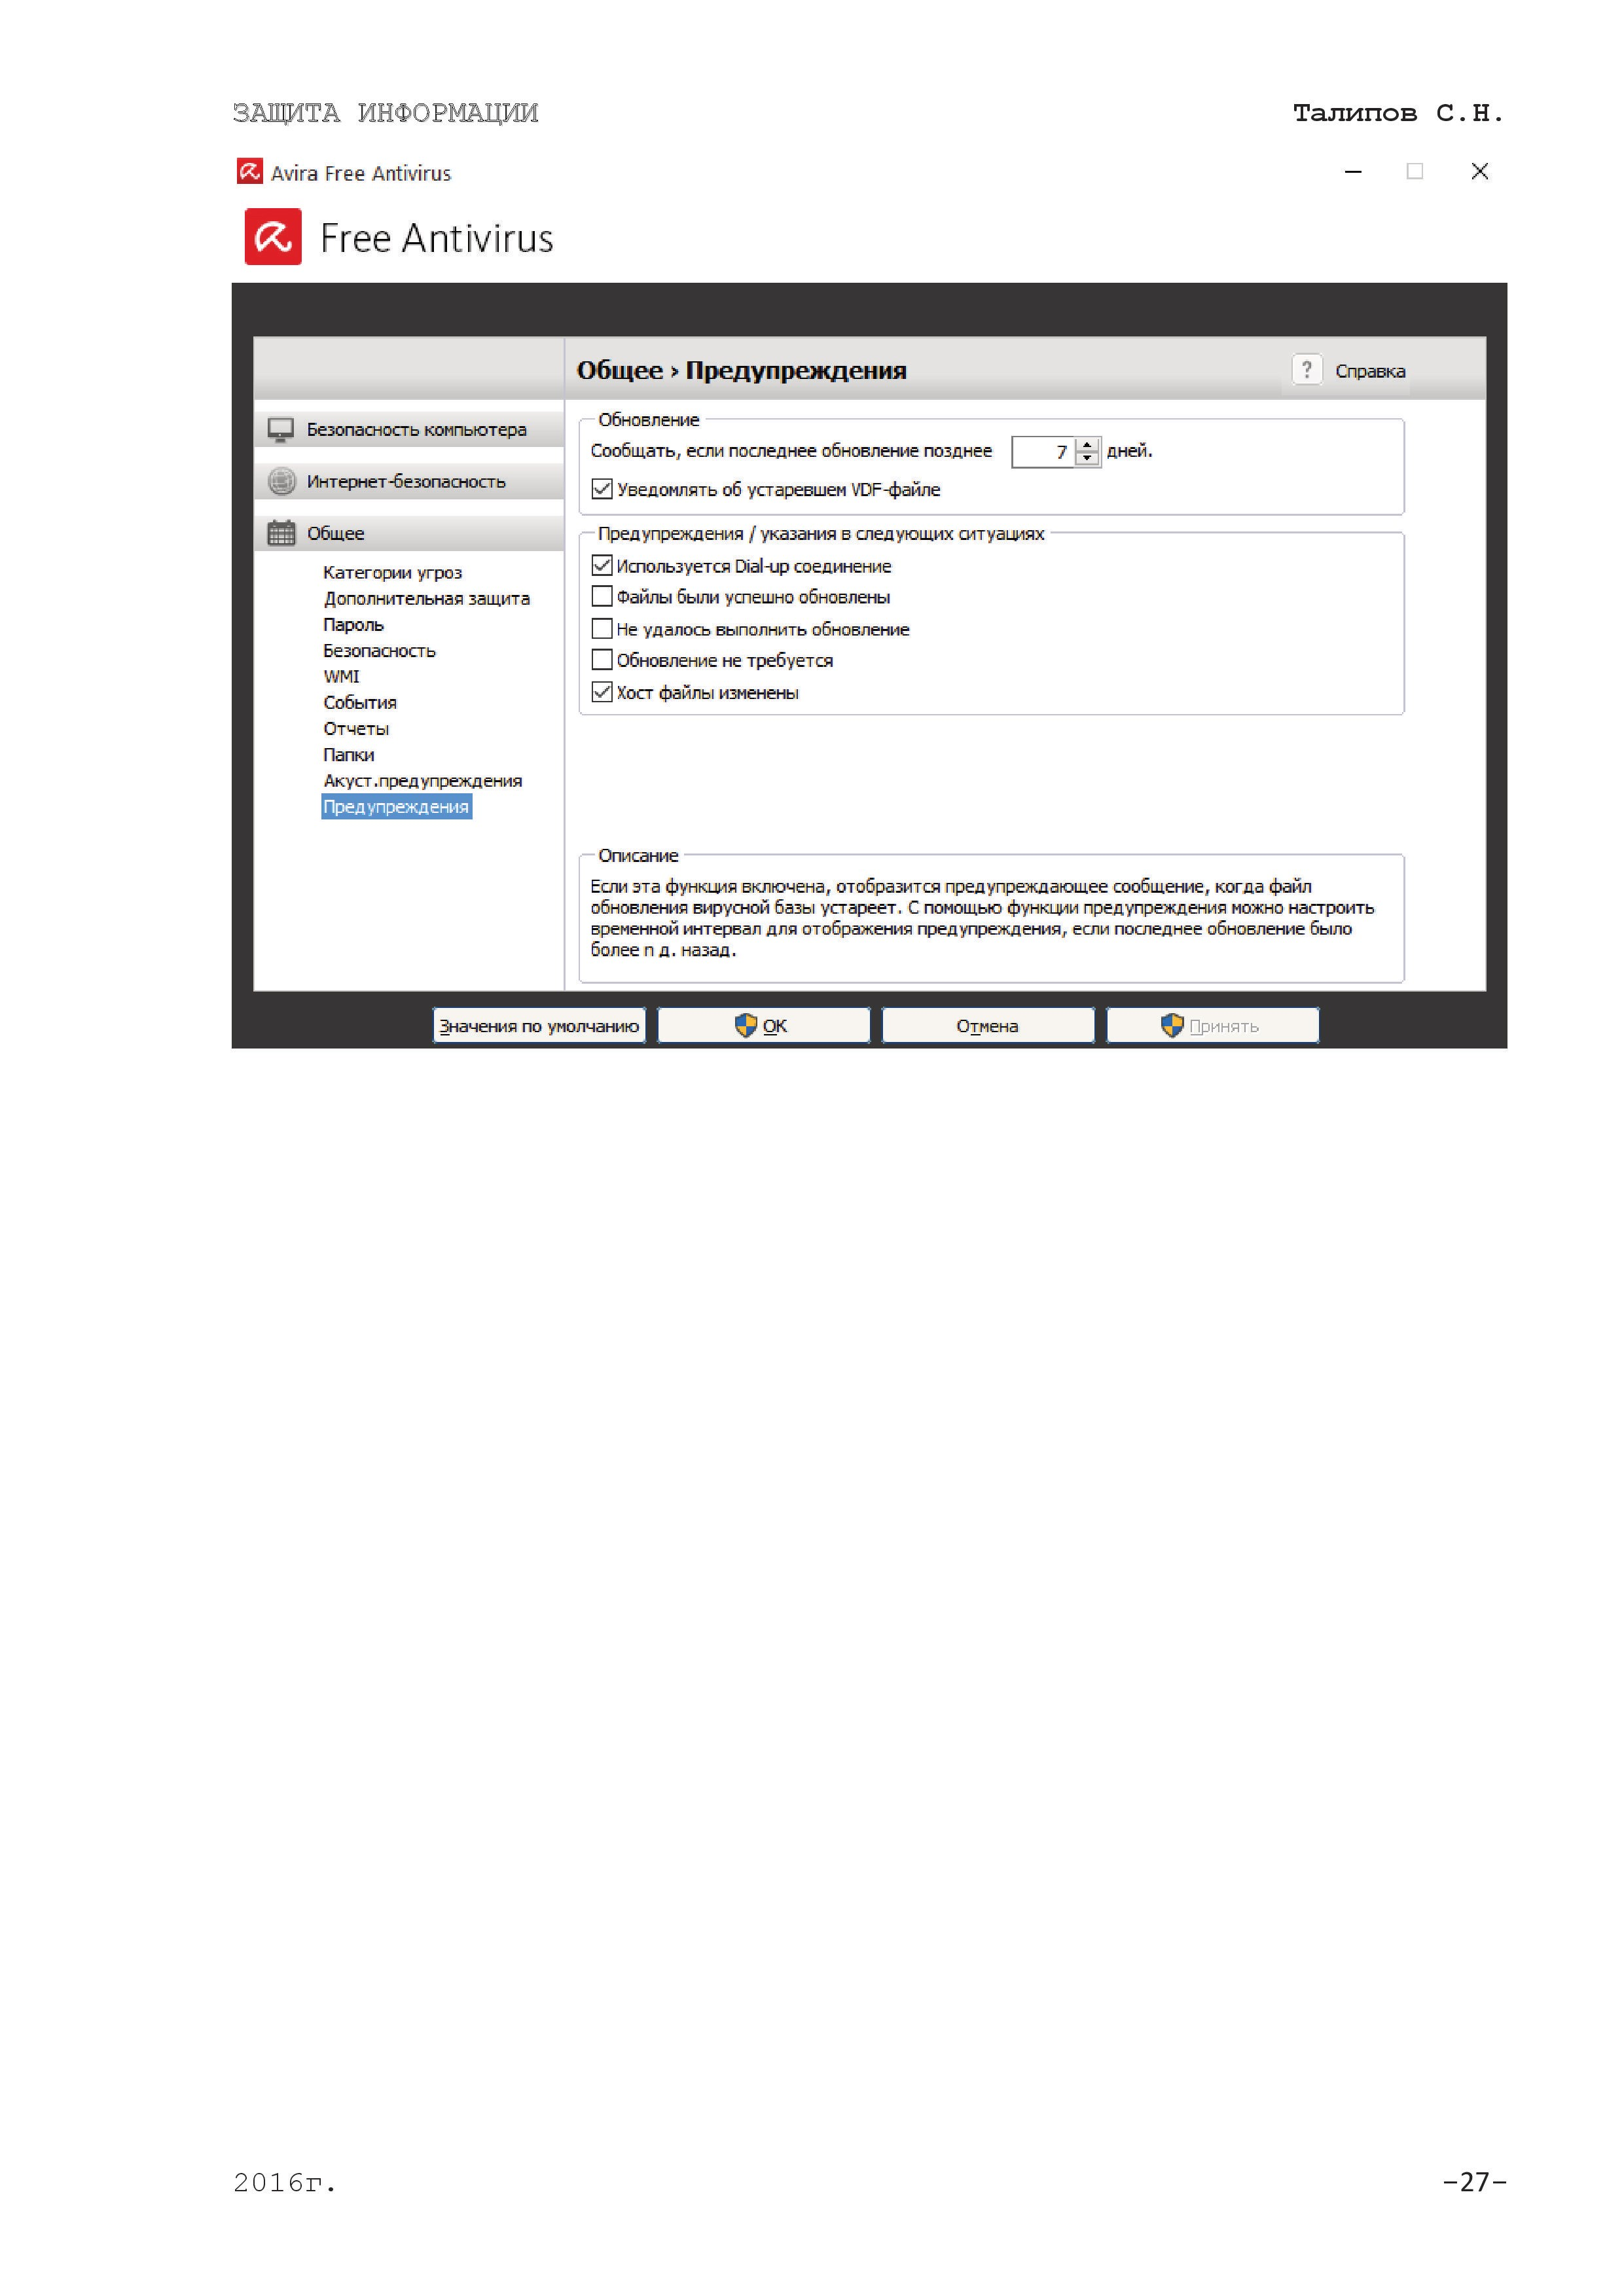 ЗАЩИТА ИНФОРМАЦИИ Талипов С.Н.
Avira Free Antivirus
Free Antivirus
Общее › Предупреждения
? Справка
Безопасность компьютера
Интернет-безопасность
Общее
Категории угроз
Дополнительная защита
Пароль
Безопасность
WMI
События
Отчеты
Папки
Акуст.предупреждения
Предупреждения
Обновление
Сообщать, если последнее обновление позднее 7 дней.
Уведомлять об устаревшем VDF-файле
Предупреждения / указания в следующих ситуациях
Используется Dial-up соединение
Файлы были успешно обновлены
Не удалось выполнить обновление
Обновление не требуется
Хост файлы изменены
Описание
Если эта функция включена, отобразится предупреждающее сообщение, когда файл
обновления вирусной базы устареет. С помощью функции предупреждения можно настроить
временной интервал для отображения предупреждения, если последнее обновление было
более n д. назад.
Значения по умолчанию
OK
Отмена
Принять
2016г. -27-